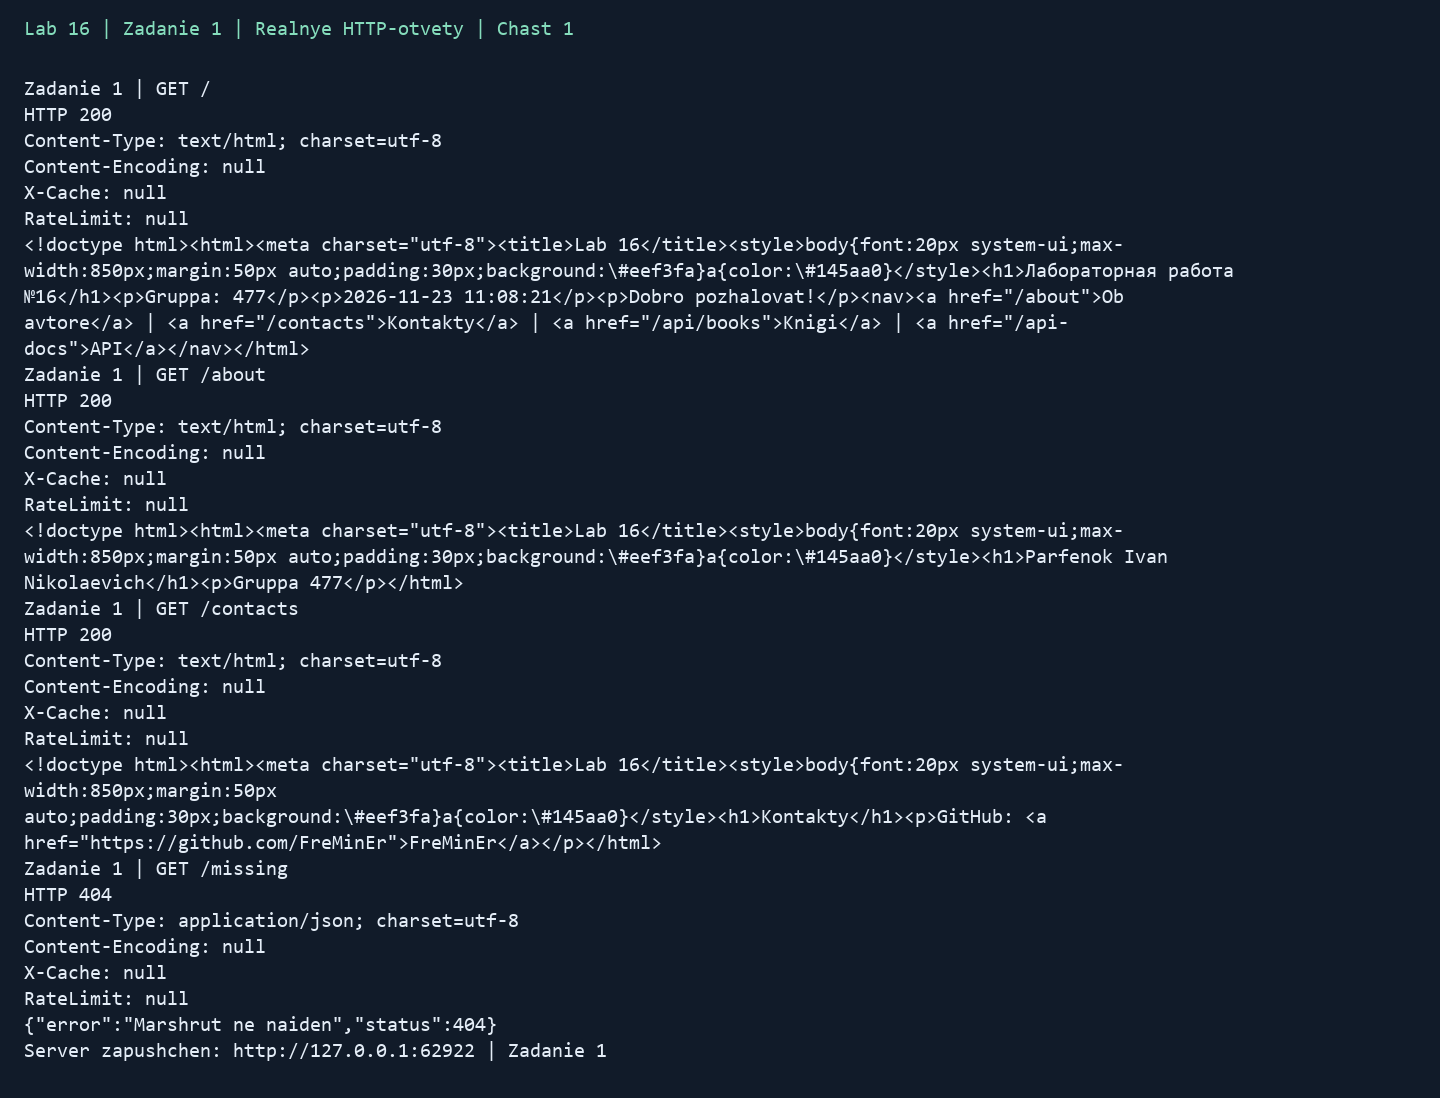 Lab 16 | Zadanie 1 | Realnye HTTP-otvety | Chast 1
Zadanie 1 | GET /
HTTP 200
Content-Type: text/html; charset=utf-8
Content-Encoding: null
X-Cache: null
RateLimit: null
<!doctype html><html><meta charset="utf-8"><title>Lab 16</title><style>body{font:20px system-ui;max-
width:850px;margin:50px auto;padding:30px;background:\#eef3fa}a{color:\#145aa0}</style><h1>Лабораторная работа
№16</h1><p>Gruppa: 477</p><p>2026-11-23 11:08:21</p><p>Dobro pozhalovat!</p><nav><a href="/about">Ob
avtore</a> | <a href="/contacts">Kontakty</a> | <a href="/api/books">Knigi</a> | <a href="/api-
docs">API</a></nav></html>
Zadanie 1 | GET /about
HTTP 200
Content-Type: text/html; charset=utf-8
Content-Encoding: null
X-Cache: null
RateLimit: null
<!doctype html><html><meta charset="utf-8"><title>Lab 16</title><style>body{font:20px system-ui;max-
width:850px;margin:50px auto;padding:30px;background:\#eef3fa}a{color:\#145aa0}</style><h1>Parfenok Ivan
Nikolaevich</h1><p>Gruppa 477</p></html>
Zadanie 1 | GET /contacts
HTTP 200
Content-Type: text/html; charset=utf-8
Content-Encoding: null
X-Cache: null
RateLimit: null
<!doctype html><html><meta charset="utf-8"><title>Lab 16</title><style>body{font:20px system-ui;max-
width:850px;margin:50px
auto;padding:30px;background:\#eef3fa}a{color:\#145aa0}</style><h1>Kontakty</h1><p>GitHub: <a
href="https://github.com/FreMinEr">FreMinEr</a></p></html>
Zadanie 1 | GET /missing
HTTP 404
Content-Type: application/json; charset=utf-8
Content-Encoding: null
X-Cache: null
RateLimit: null
{"error":"Marshrut ne naiden","status":404}
Server zapushchen: http://127.0.0.1:62922 | Zadanie 1